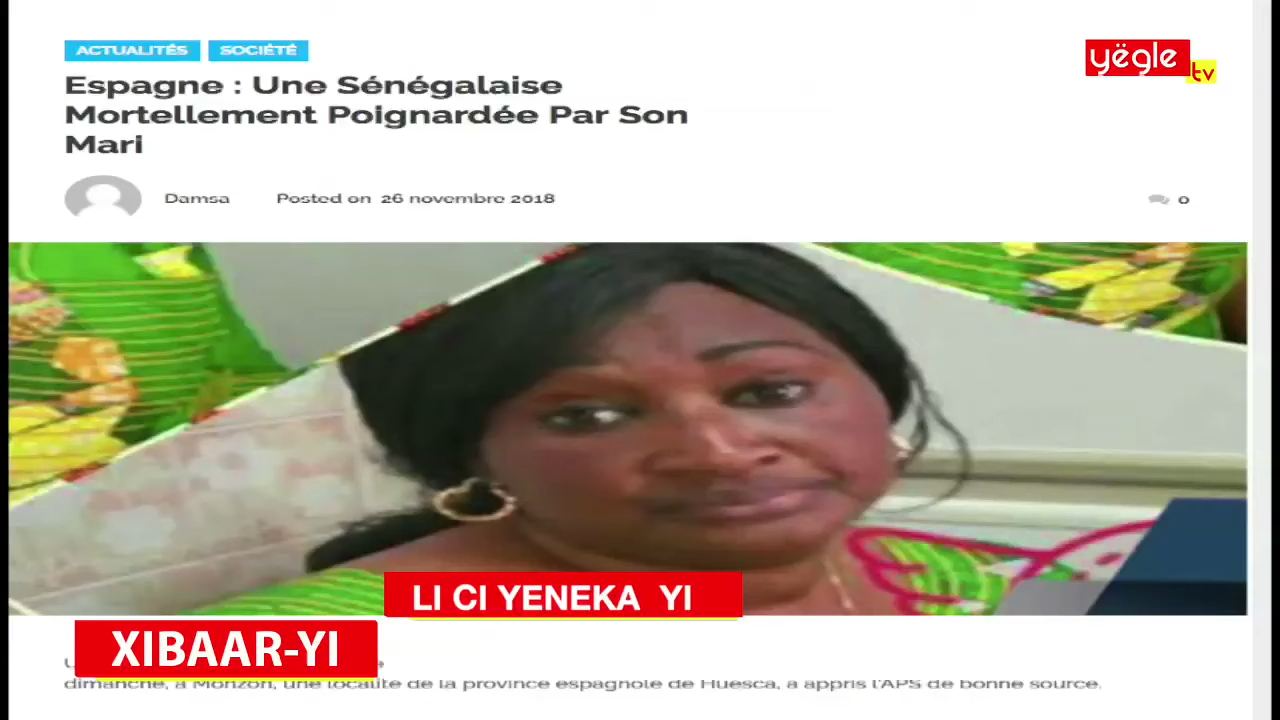 ACTUALITÉS SOCIÉTÉ
yëgle tv
Espagne : Une Sénégalaise
Mortellement Poignardée Par Son
Mari
Damsa Posted on 26 novembre 2018
0
LI CI YENEKA YI
XIBAAR-YI
dimanche, à Monzon, une localité de la province espagnole de Huesca, a appris l'APS de bonne source.